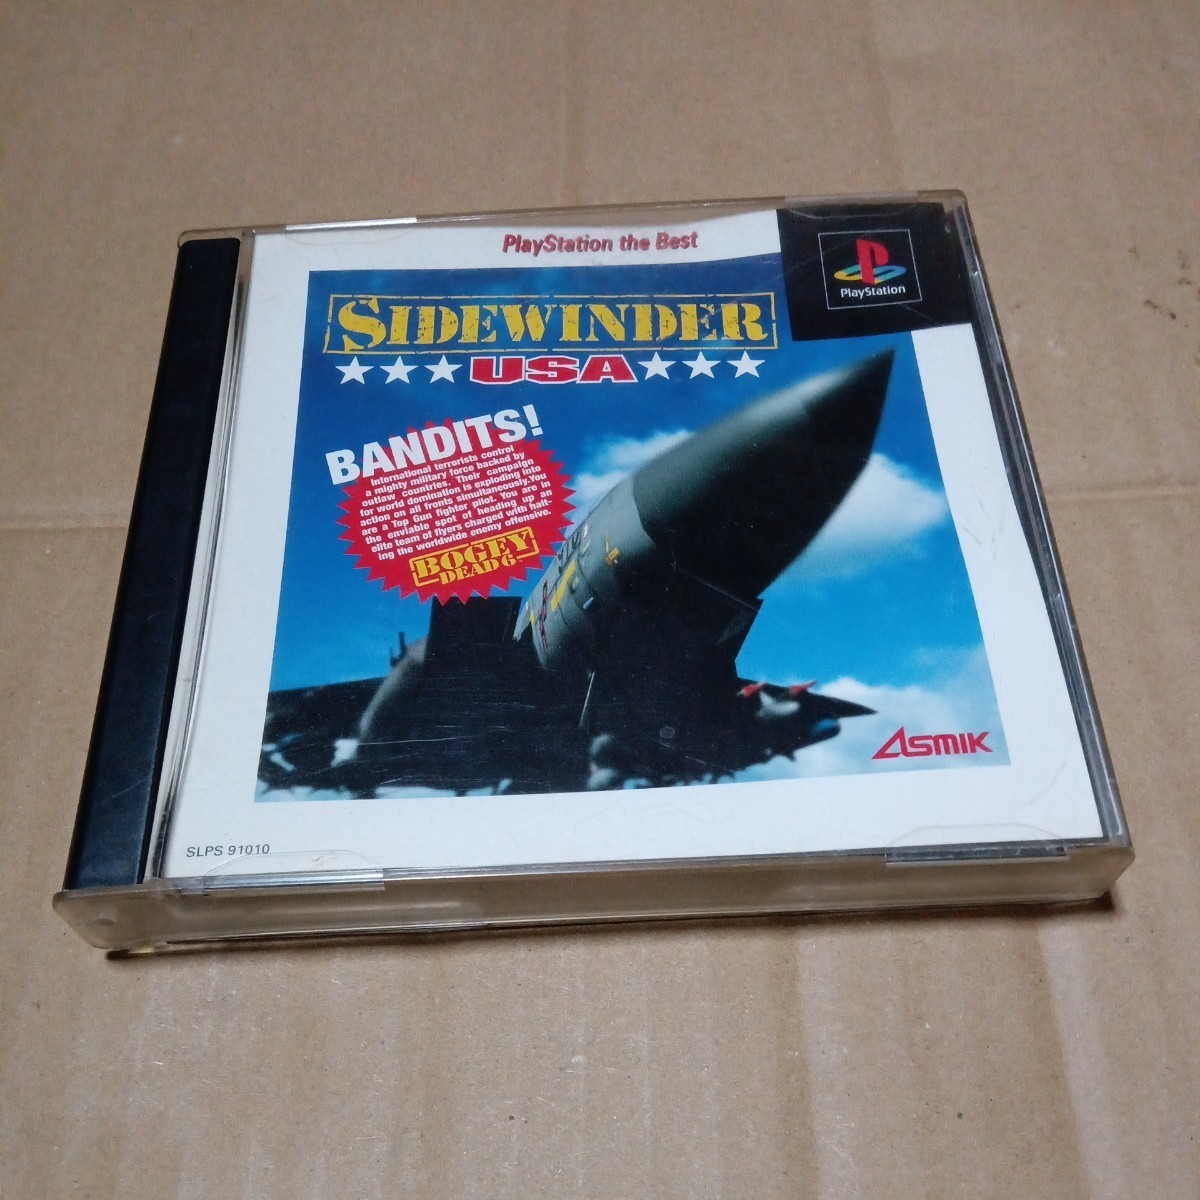 PlayStation the Best
PlayStation
SIDEWINDER
USA
BANDITS!
International terrorists control
a mighty military force backed by
outlaw countries. Their campaign
for world domination is exploding into
action on all fronts simultaneously.You
are a Top Gun fighter pilot. You are in
the enviable spot of heading up an
elite team of flyers charged with halt-
ing the worldwide enemy offensive.
BOGEY
DEAD 6
ASMIK
SLPS 91010